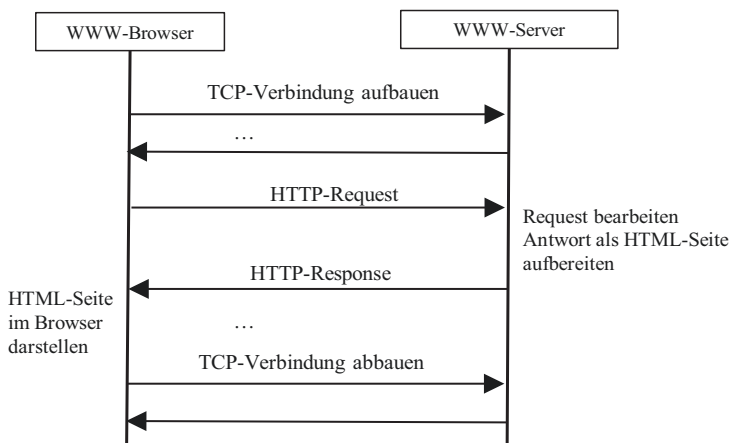 WWW-Browser
WWW-Server
TCP-Verbindung aufbauen
…
HTTP-Request
Request bearbeiten
Antwort als HTML-Seite
aufbereiten
HTTP-Response
HTML-Seite
im Browser
darstellen
…
TCP-Verbindung abbauen